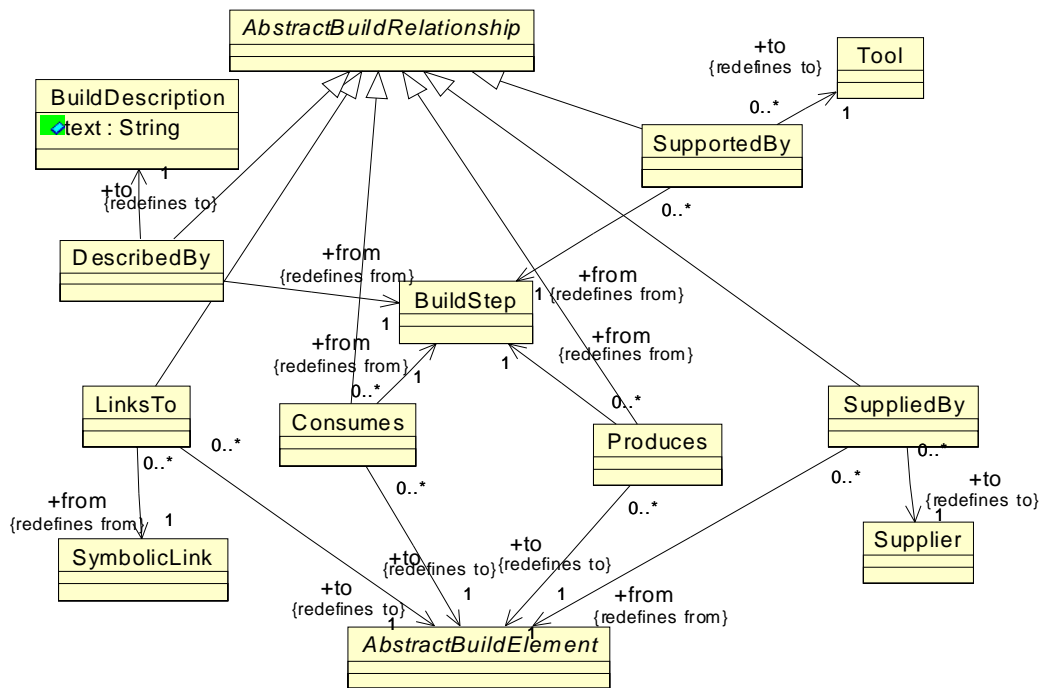 AbstractBuildRelationship
+to
{redefines to}
Tool
BuildDescription
text : String
0..*
1
SupportedBy
1
+to
{redefines to}
0..*
DescribedBy
+from
{redefines from}
+from
{redefines from}
BuildStep
1
1
+from
{redefines from}
+from
{redefines from}
1
1
LinksTo
0..*
0..*
SuppliedBy
Consumes
Produces
0..*
0..*
0..*
0..*
0..*
0..*
0..*
+from
{redefines from}
1
+to
{redefines to}
1
SymbolicLink
Supplier
+to
{redefines to}
+to
{redefines to}
+to
{redefines to}
1
1
+from
{redefines from}
1
1
AbstractBuildElement